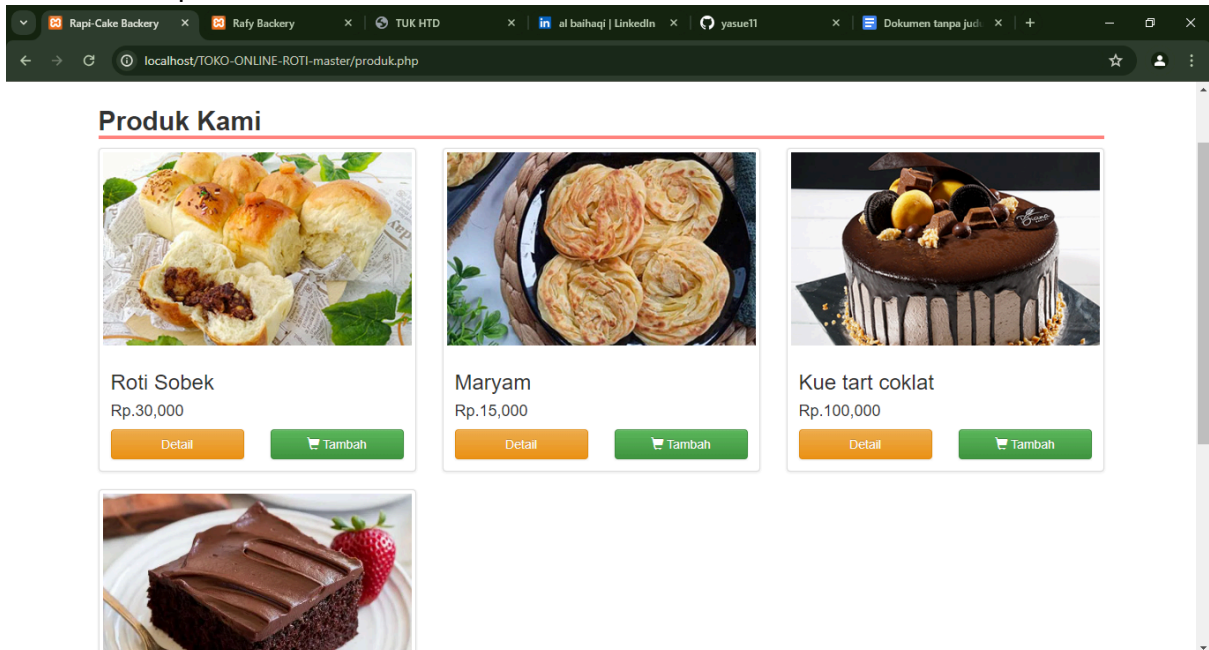 Rapi-Cake Backery
Rafy Backery
TUK HTD
al baihaqi | LinkedIn
yasue11
Dokumen tanpa judu
localhost/TOKO-ONLINE-ROTI-master/produk.php
Produk Kami
Roti Sobek
Rp.30,000
Detail
Tambah
Maryam
Rp.15,000
Detail
Tambah
Kue tart coklat
Rp.100,000
Detail
Tambah